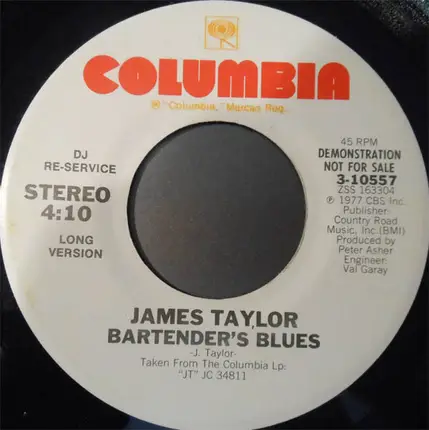 COLUMBIA
® "Columbia," Marcas Reg.
DJ
RE-SERVICE
STEREO
4:10
LONG
VERSION
45 RPM
DEMONSTRATION
NOT FOR SALE
3-10557
ZSS 163304
℗ 1977 CBS Inc.
Publisher:
Country Road
Music, Inc.(BMI)
Produced by
Peter Asher
Engineer:
Val Garay
JAMES TAYLOR
BARTENDER'S BLUES
-J. Taylor-
Taken From The Columbia Lp:
"JT" JC 34811